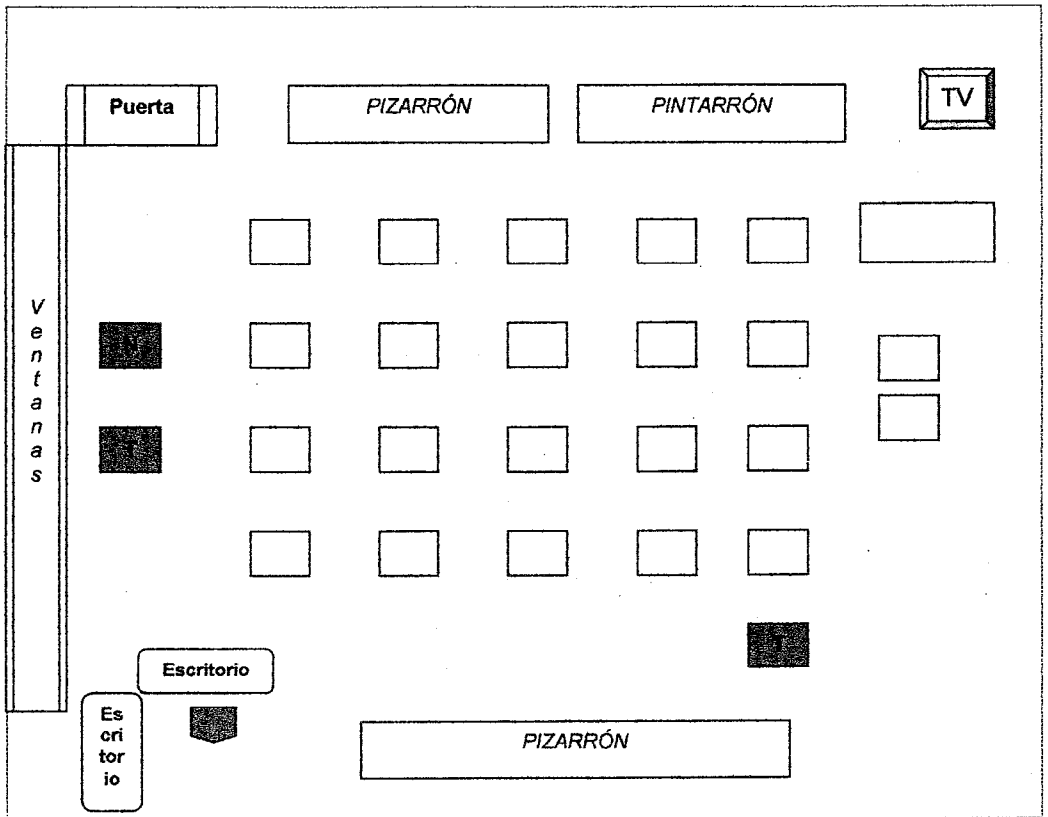 Puerta
PIZARRÓN
PINTARRÓN
TV
V
e
n
t
a
n
a
s
N
Escritorio
Es
cri
tor
io
PIZARRÓN